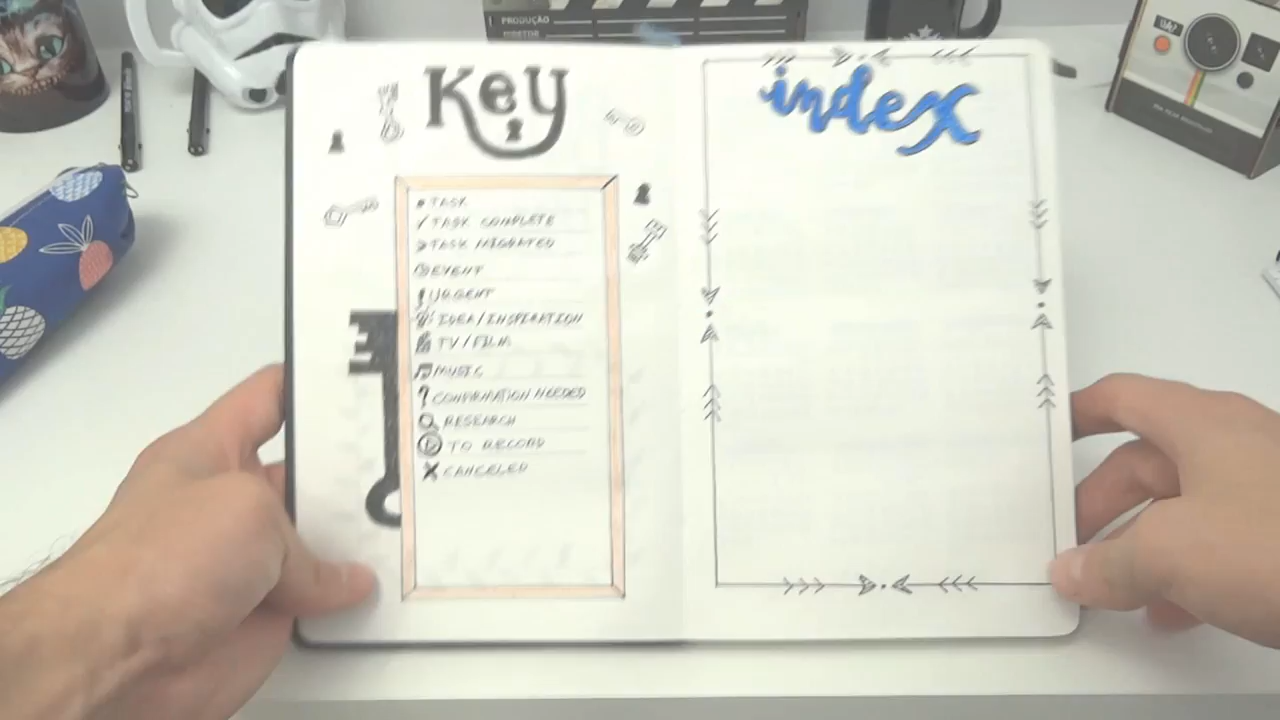 PRODUÇÃO
Key
index
TASK
TASK COMPLETE
TASK MIGRATED
EVENT
URGENT
IDEA/INSPIRATION
TV/FILM
MUSIC
CONFIRMATION NEEDED
RESEARCH
TO RECORD
CANCELED